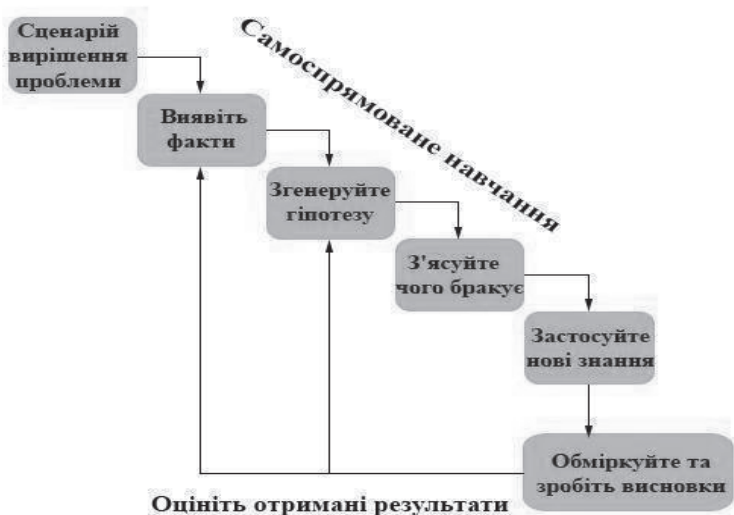 Сценарій
вирішення
проблеми
Самоспрямоване навчання
Виявіть
факти
Згенеруйте
гіпотезу
З'ясуйте
чого бракує
Застосуйте
нові знання
Обміркуйте та
зробіть висновки
Оцініть отримані результати